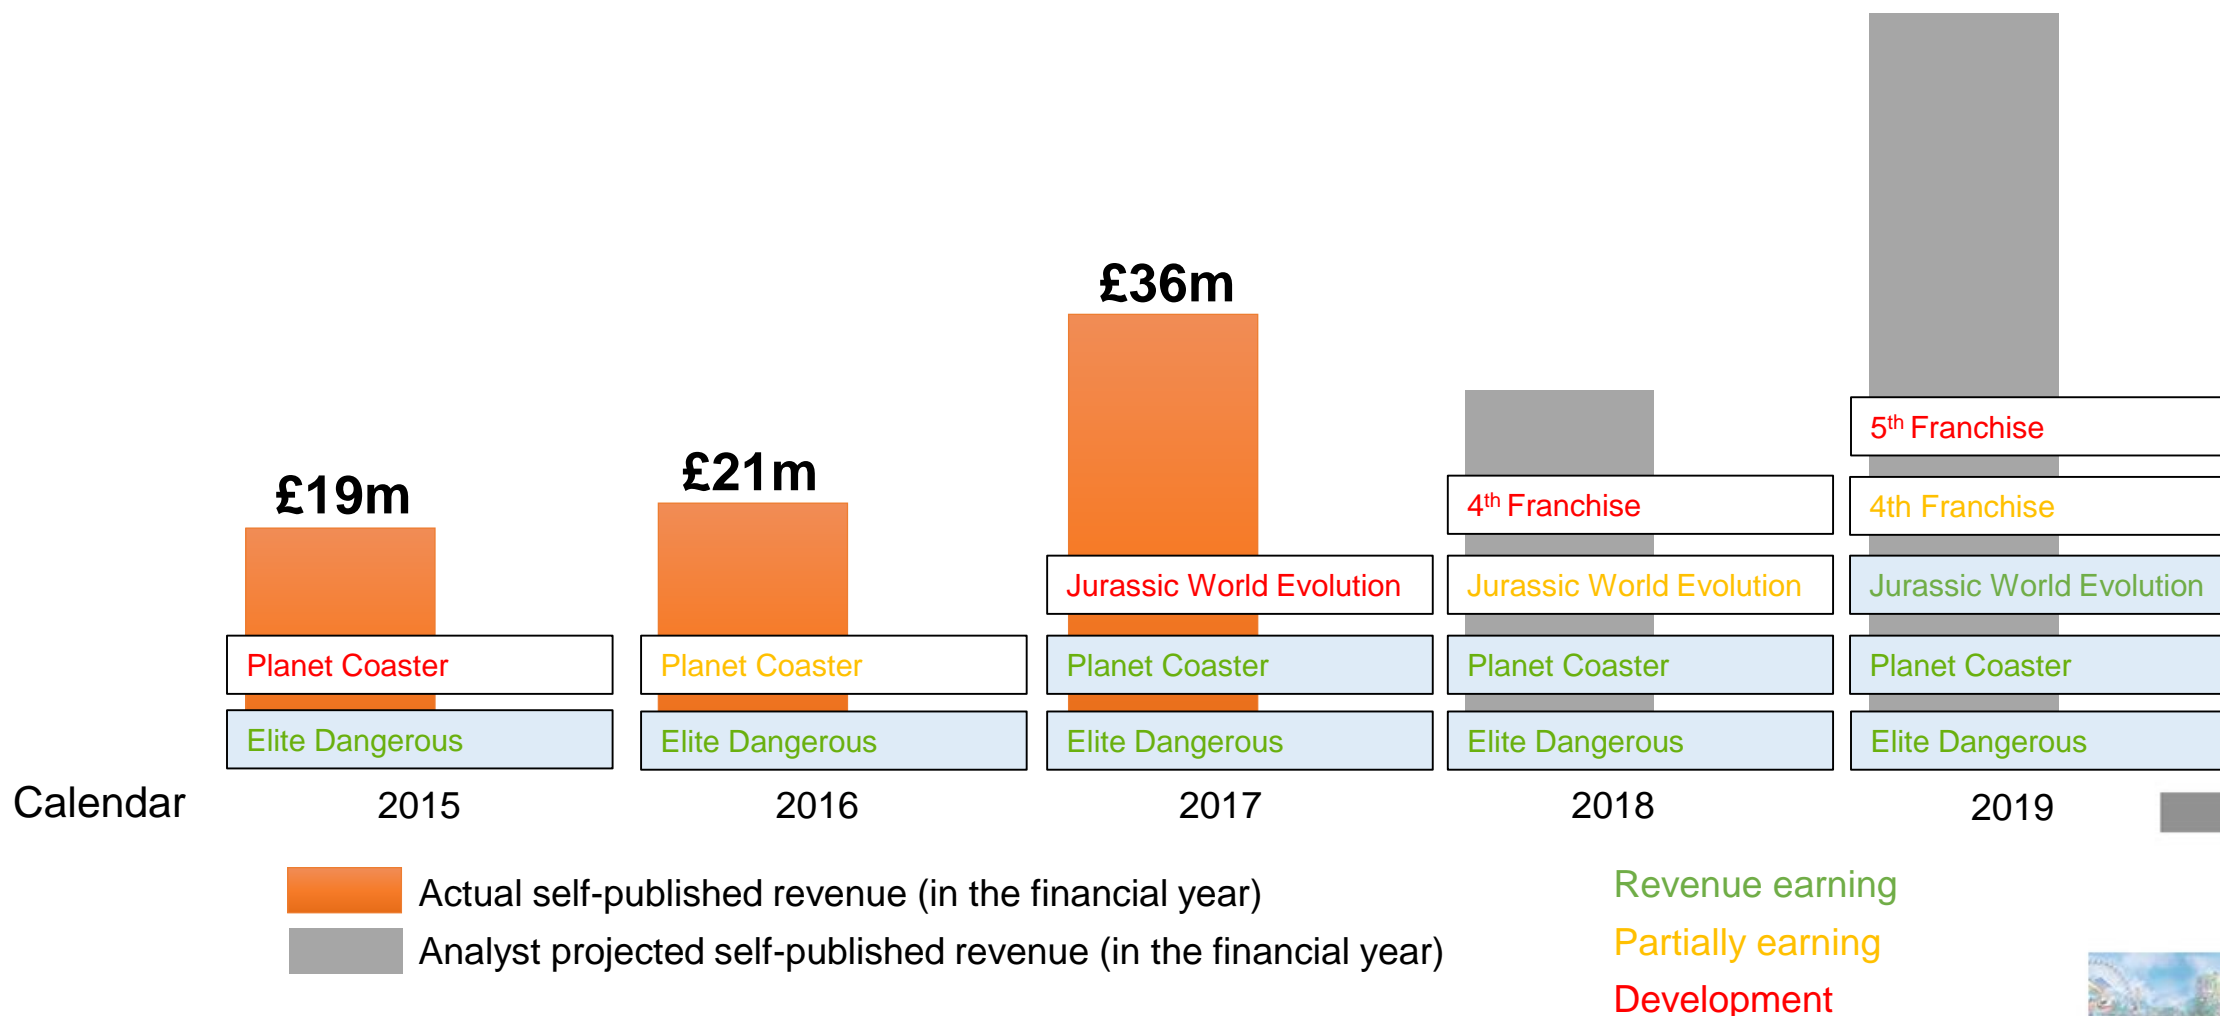 £36m
£21m
£19m
5th Franchise
4th Franchise
4th Franchise
Jurassic World Evolution
Jurassic World Evolution
Jurassic World Evolution
Planet Coaster
Planet Coaster
Planet Coaster
Planet Coaster
Planet Coaster
Elite Dangerous
Elite Dangerous
Elite Dangerous
Elite Dangerous
Elite Dangerous
Calendar 2015 2016 2017 2018 2019
Actual self-published revenue (in the financial year)
Analyst projected self-published revenue (in the financial year)
Revenue earning
Partially earning
Development